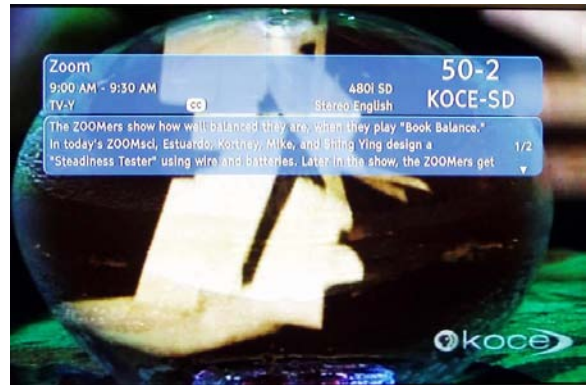 Zoom
50-2
9:00 AM - 9:30 AM
480i SD
KOCE-SD
TV-Y
CC
Stereo English
The ZOOMers show how well-balanced they are, when they play "Book Balance."
In today's ZOOMsci, Estuardo, Kortney, Mike, and Shing Ying design a
1/2
"Steadiness Tester" using wire and batteries. Later in the show, the ZOOMers get
koce